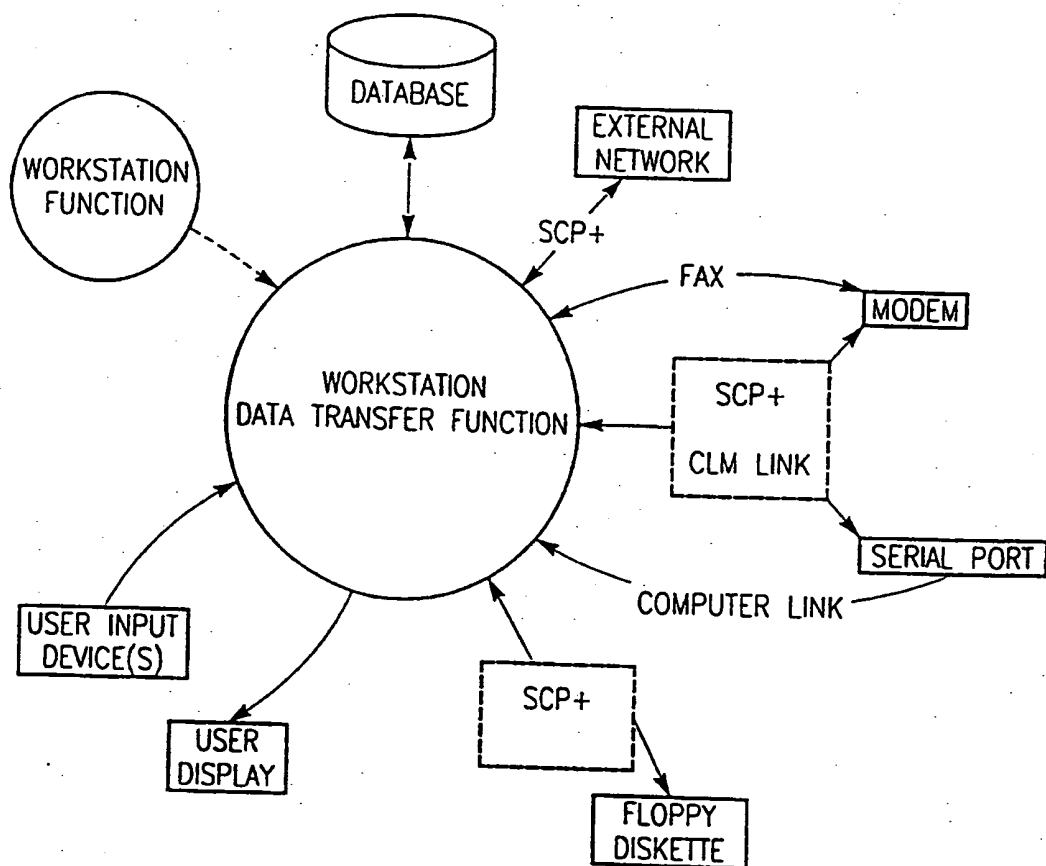 DATABASE
EXTERNAL
NETWORK
WORKSTATION
FUNCTION
SCP+
FAX
MODEM
WORKSTATION
DATA TRANSFER FUNCTION
SCP+
CLM LINK
SERIAL PORT
COMPUTER LINK
USER INPUT
DEVICE(S)
SCP+
USER
DISPLAY
FLOPPY
DISKETTE